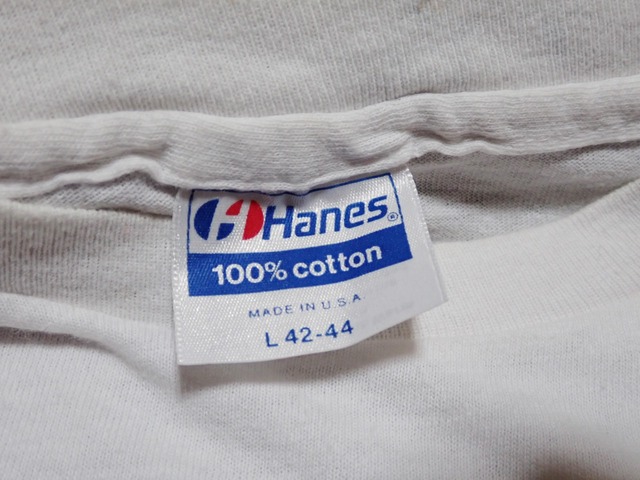 Hanes®
100% cotton
MADE IN U.S.A
L 42-44